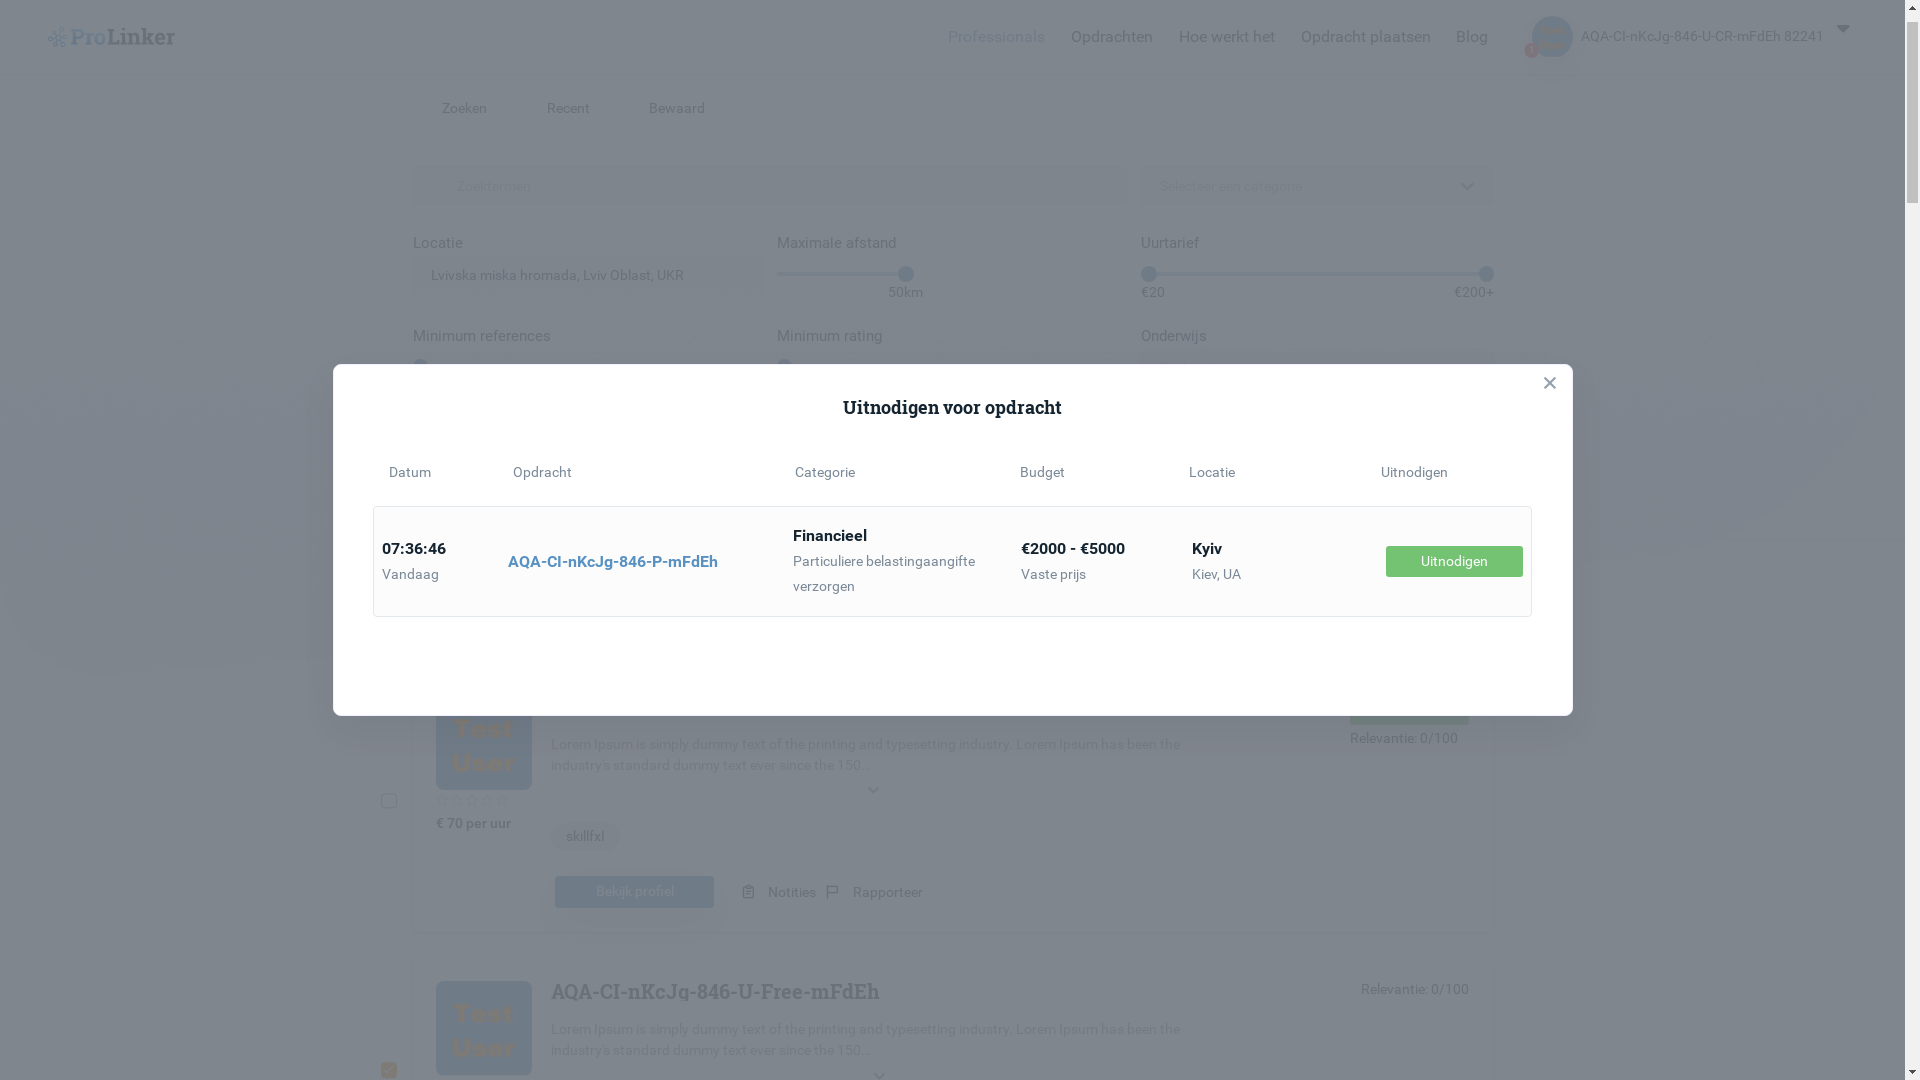 ProLinker
Professionals
Opdrachten
Hoe werkt het
Opdracht plaatsen
Blog
1
AQA-CI-nKcJg-846-U-CR-mFdEh 82241
Zoeken
Recent
Bewaard
Zoektermen
Selecteer een categorie
Locatie
Maximale afstand
Uurtarief
Lvivska miska hromada, Lviv Oblast, UKR
50km
€20
€200+
Minimum references
Minimum rating
Onderwijs
Uitnodigen voor opdracht
Datum
Opdracht
Categorie
Budget
Locatie
Uitnodigen
07:36:46
Vandaag
AQA-CI-nKcJg-846-P-mFdEh
Financieel
Particuliere belastingaangifte
verzorgen
€2000 - €5000
Vaste prijs
Kyiv
Kiev, UA
Uitnodigen
Test
User
Lorem Ipsum is simply dummy text of the printing and typesetting industry. Lorem Ipsum has been the
industry's standard dummy text ever since the 150...
Relevantie: 0/100
€ 70 per uur
skillfxl
Bekijk profiel
Notities
Rapporteer
Test
User
AQA-CI-nKcJg-846-U-Free-mFdEh
Relevantie: 0/100
Lorem Ipsum is simply dummy text of the printing and typesetting industry. Lorem Ipsum has been the
industry's standard dummy text ever since the 150...